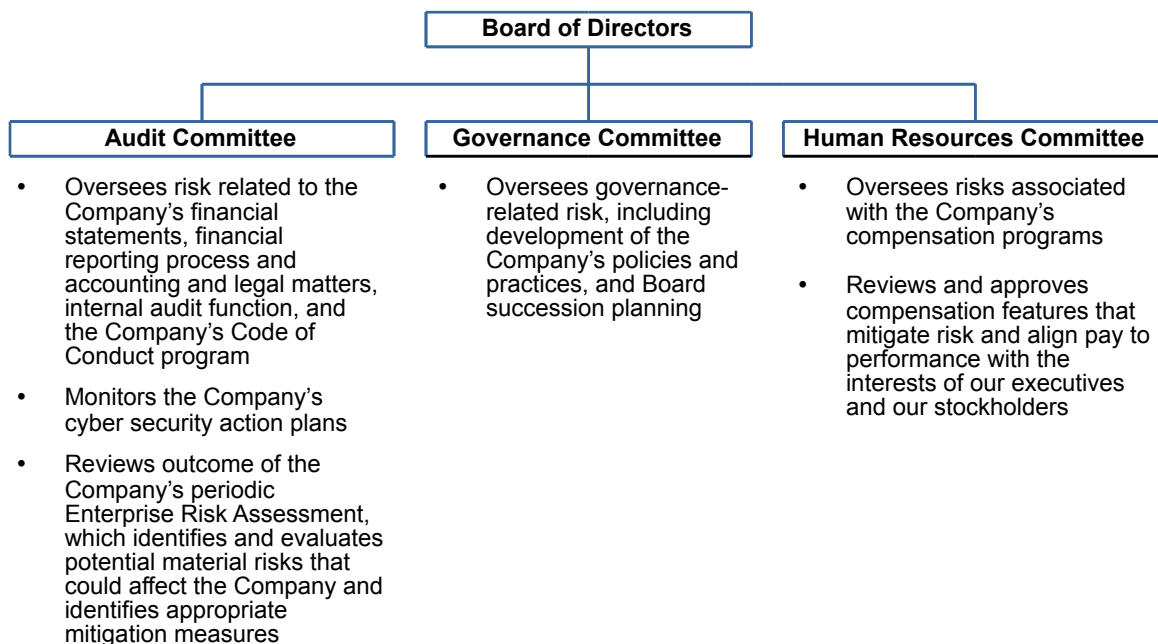 Board of Directors
Audit Committee
• Oversees risk related to the
Company’s financial
statements, financial
reporting process and
accounting and legal matters,
internal audit function, and
the Company’s Code of
Conduct program
• Monitors the Company’s
cyber security action plans
• Reviews outcome of the
Company’s periodic
Enterprise Risk Assessment,
which identifies and evaluates
potential material risks that
could affect the Company and
identifies appropriate
mitigation measures
Governance Committee
• Oversees governance-
related risk, including
development of the
Company’s policies and
practices, and Board
succession planning
Human Resources Committee
• Oversees risks associated
with the Company’s
compensation programs
• Reviews and approves
compensation features that
mitigate risk and align pay to
performance with the
interests of our executives
and our stockholders